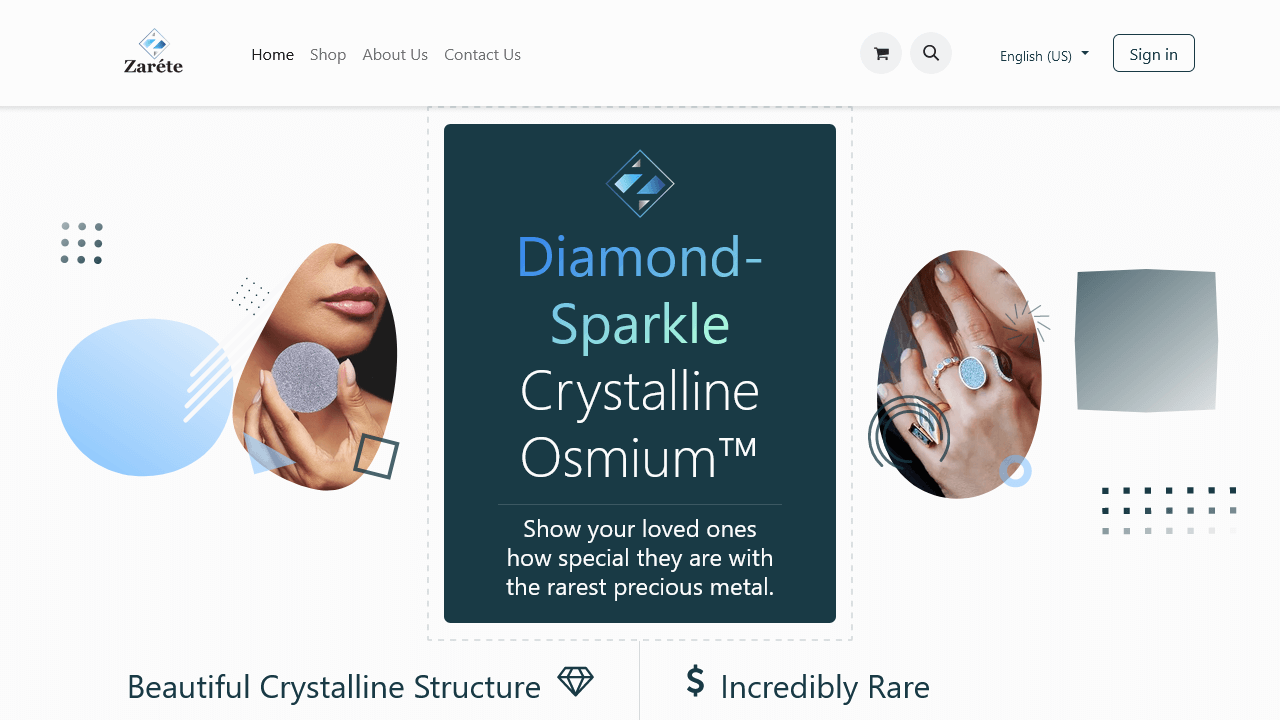 Zaréte
Home Shop About Us Contact Us
English (US)
Sign in
Diamond-
Sparkle
Crystalline
Osmium™
Show your loved ones
how special they are with
the rarest precious metal.
Beautiful Crystalline Structure
Incredibly Rare